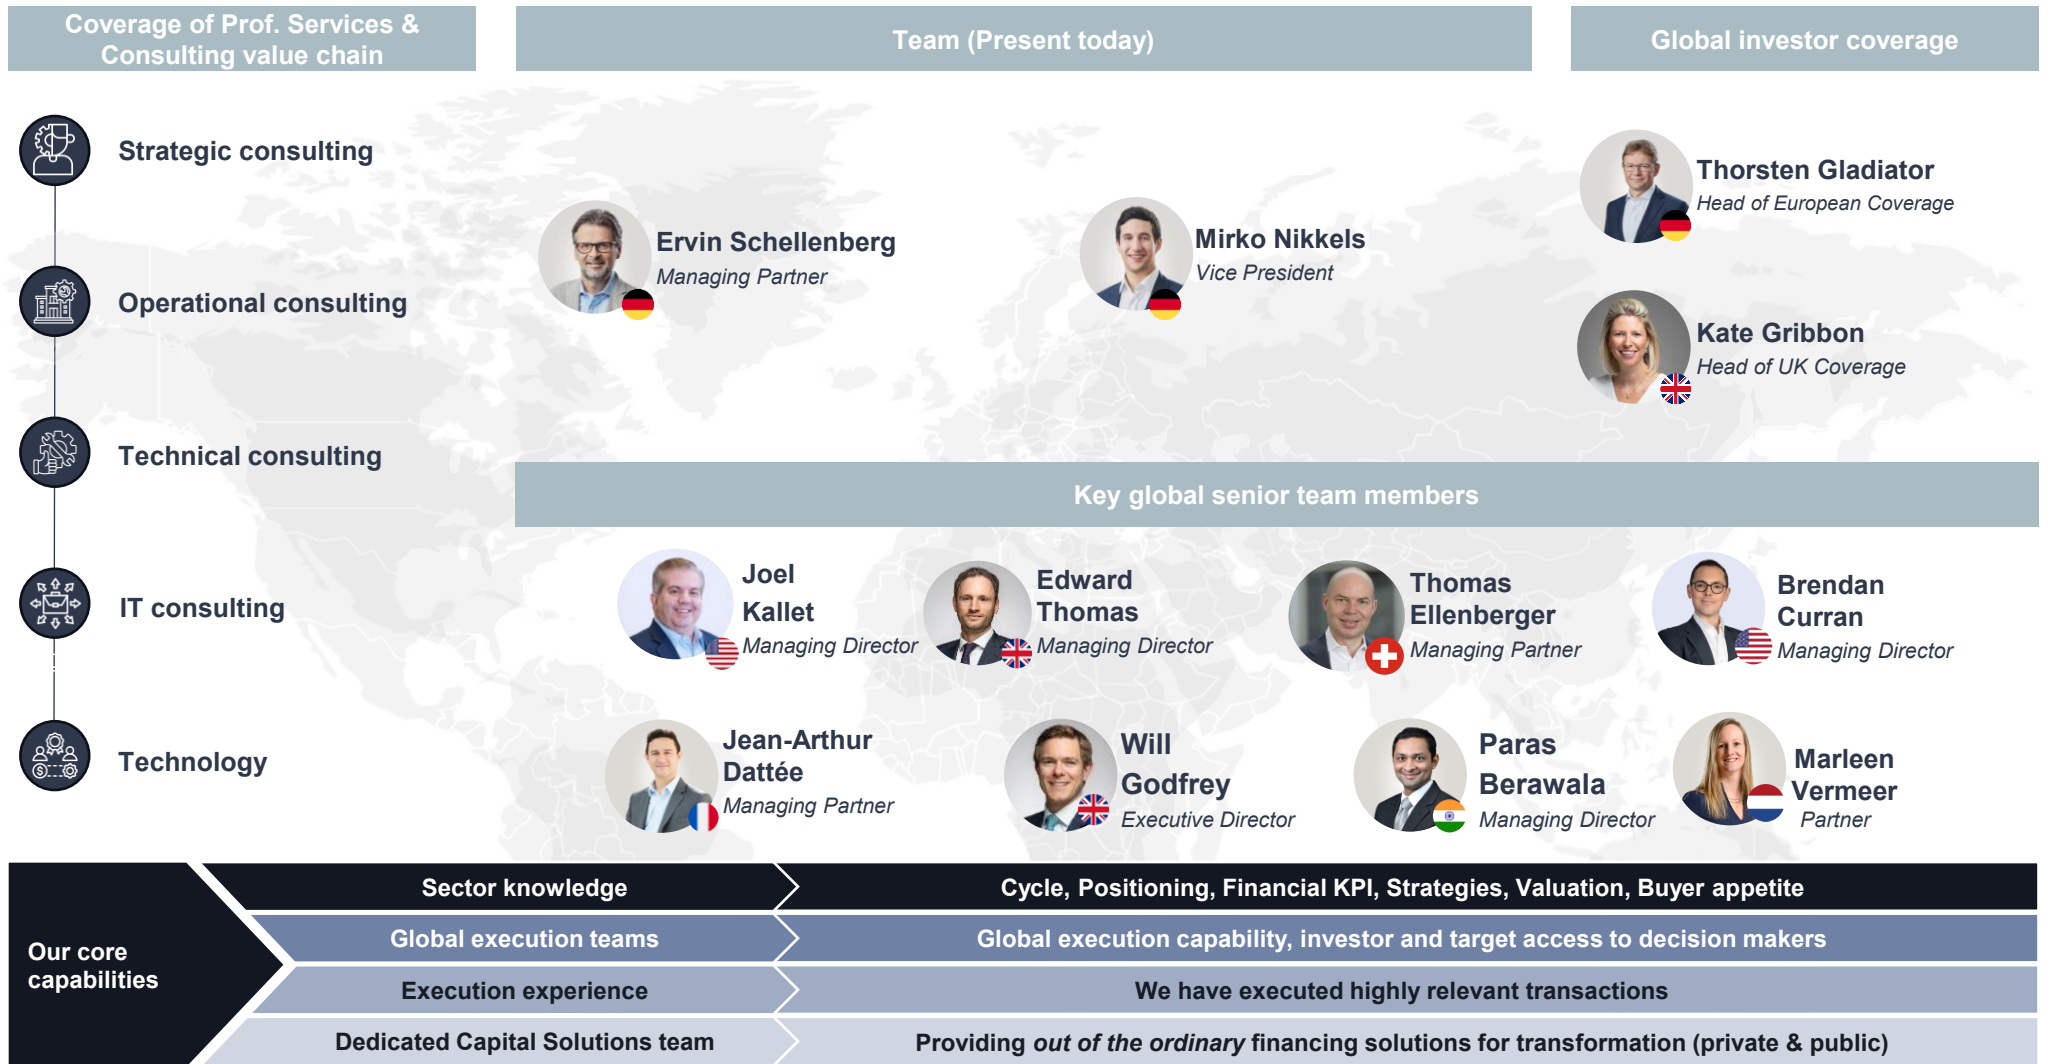 Coverage of Prof. Services &
Consulting value chain
Team (Present today)
Global investor coverage
Strategic consulting
Operational consulting
Technical consulting
IT consulting
Technology
Ervin Schellenberg
Managing Partner
Mirko Nikkels
Vice President
Thorsten Gladiator
Head of European Coverage
Kate Gribbon
Head of UK Coverage
Key global senior team members
Joel
Kallet
Managing Director
Edward
Thomas
Managing Director
Thomas
Ellenberger
Managing Partner
Brendan
Curran
Managing Director
Jean-Arthur
Dattée
Managing Partner
Will
Godfrey
Executive Director
Paras
Berawala
Managing Director
Marleen
Vermeer
Partner
Our core
capabilities
Sector knowledge
Cycle, Positioning, Financial KPI, Strategies, Valuation, Buyer appetite
Global execution teams
Global execution capability, investor and target access to decision makers
Execution experience
We have executed highly relevant transactions
Dedicated Capital Solutions team
Providing out of the ordinary financing solutions for transformation (private & public)